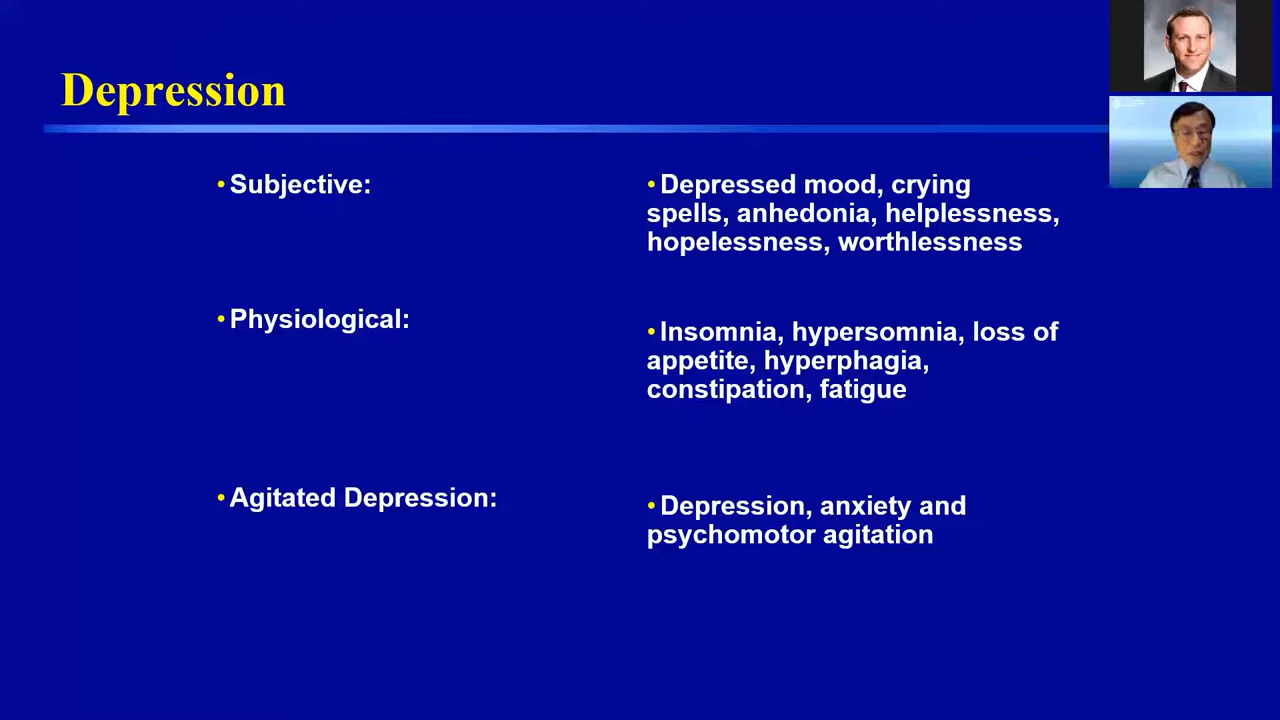 Depression
•Subjective:
•Depressed mood, crying
spells, anhedonia, helplessness,
hopelessness, worthlessness
•Physiological:
•Insomnia, hypersomnia, loss of
appetite, hyperphagia,
constipation, fatigue
•Agitated Depression:
•Depression, anxiety and
psychomotor agitation